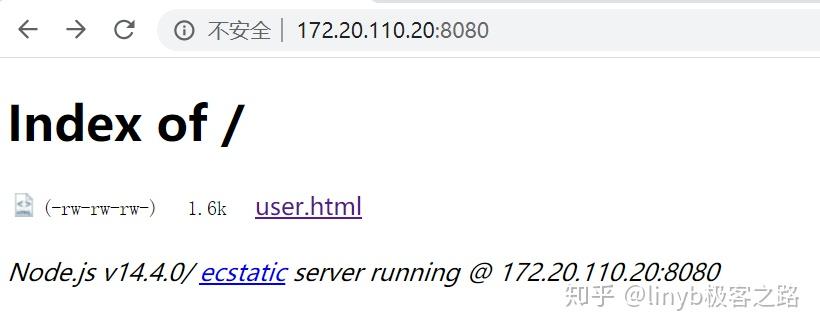 不安全 | 172.20.110.20:8080
Index of /
(-rw-rw-rw-) 1.6k user.html
Node.js v14.4.0/ ecstatic server running @ 172.20.110.20:8080
知乎 @linyb极客之路